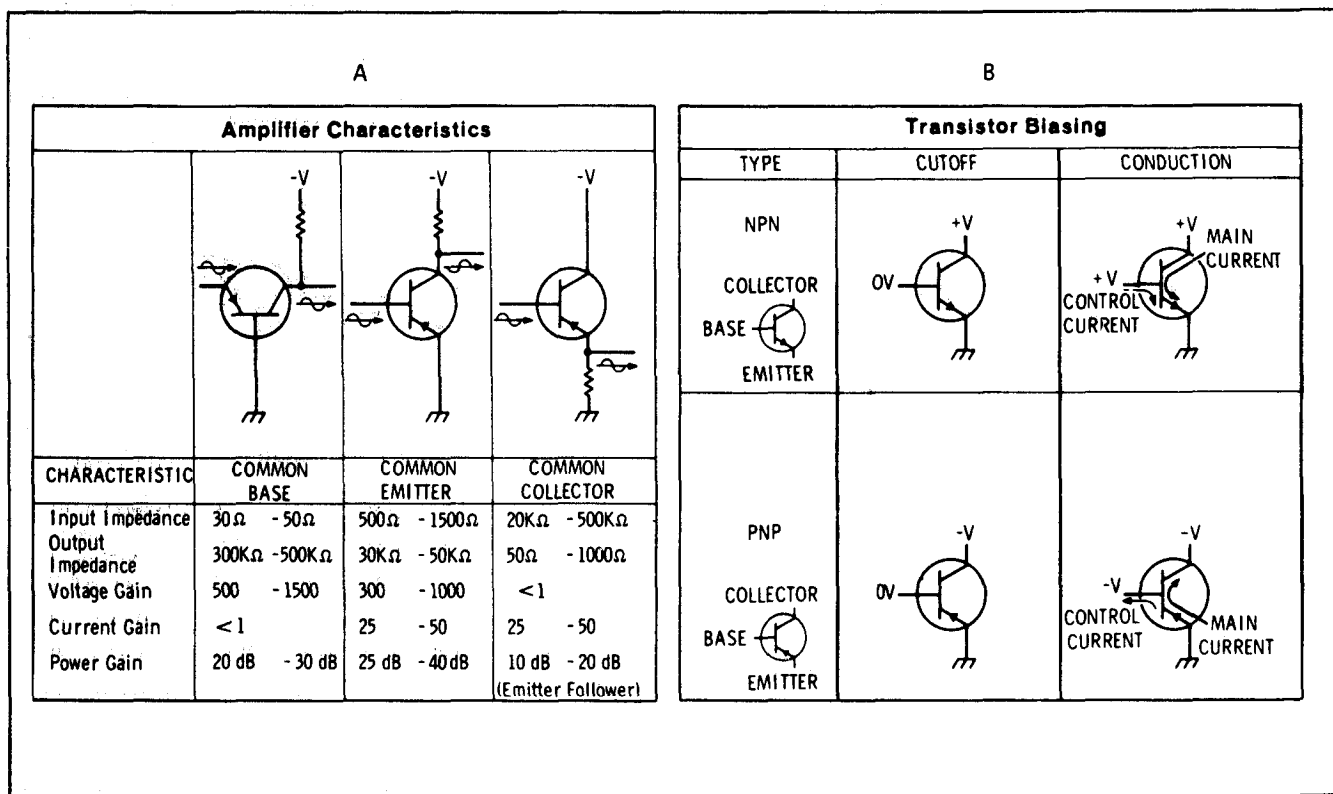 A
Amplifier Characteristics
-V
-V
-V
CHARACTERISTIC
COMMON BASE
COMMON EMITTER
COMMON COLLECTOR
Input Impedance 30Ω - 50Ω 500Ω - 1500Ω 20KΩ - 500KΩ
Output Impedance 300KΩ - 500KΩ 30KΩ - 50KΩ 50Ω - 1000Ω
Voltage Gain 500 - 1500 300 - 1000 < 1
Current Gain < 1 25 - 50 25 - 50
Power Gain 20 dB - 30 dB 25 dB - 40 dB 10 dB - 20 dB
(Emitter Follower)
B
Transistor Biasing
TYPE CUTOFF CONDUCTION
NPN
COLLECTOR
BASE
EMITTER
+V
0V
+V
MAIN
CURRENT
+V
CONTROL
CURRENT
PNP
COLLECTOR
BASE
EMITTER
-V
0V
-V
-V
CONTROL
CURRENT
MAIN
CURRENT